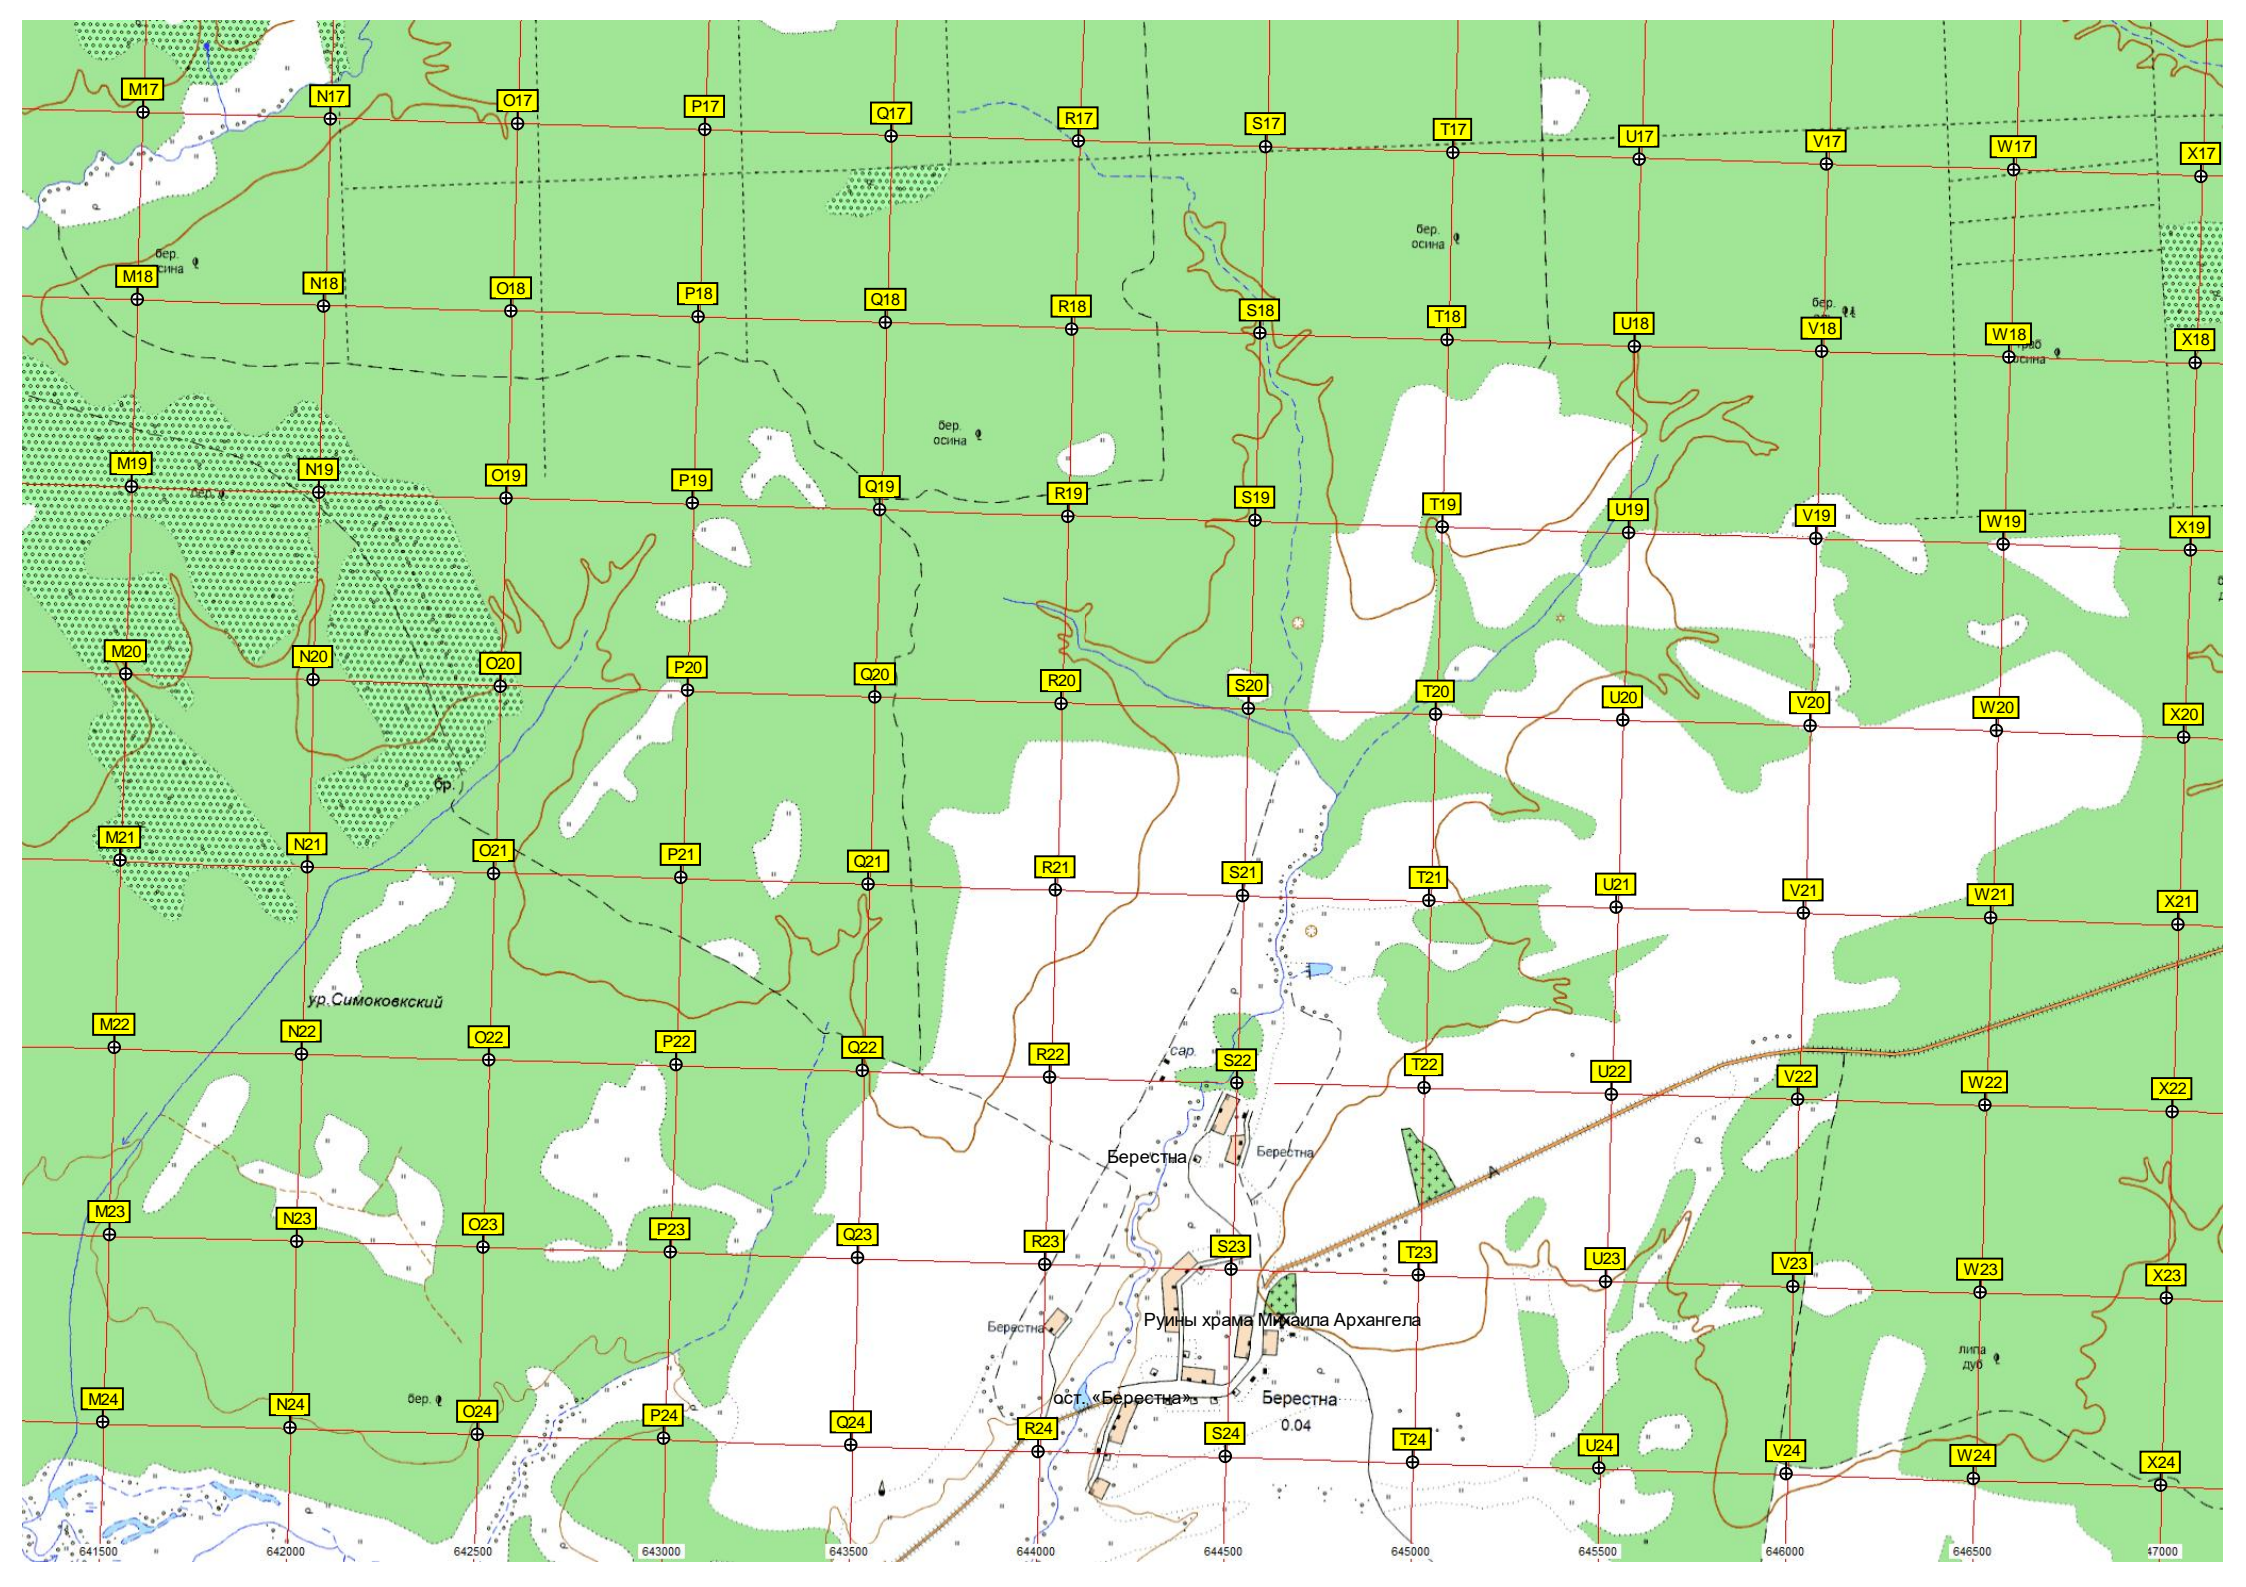 M17 N17 O17 P17 Q17 R17 S17 T17 U17 V17 W17 X17
бер.
осина
бер.
M18 N18 O18 P18 Q18 R18 S18 T18 U18 V18 W18 X18
бер.
осина
бер.
осина
M19 N19 O19 P19 Q19 R19 S19 T19 U19 V19 W19 X19
бер.
M20 N20 O20 P20 Q20 R20 S20 T20 U20 V20 W20 X20
бр.
M21 N21 O21 P21 Q21 R21 S21 T21 U21 V21 W21 X21
ур.Симоковкский
M22 N22 O22 P22 Q22 R22 S22 T22 U22 V22 W22 X22
сар.
Берестна
Берестна
А
M23 N23 O23 P23 Q23 R23 S23 T23 U23 V23 W23 X23
Руины храма Михаила Архангела
Берестна
липа
дуб
бер.
ост. «Берестна»
Берестна
0.04
M24 N24 O24 P24 Q24 R24 S24 T24 U24 V24 W24 X24
641500 642000 642500 643000 643500 644000 644500 645000 645500 646000 646500 47000